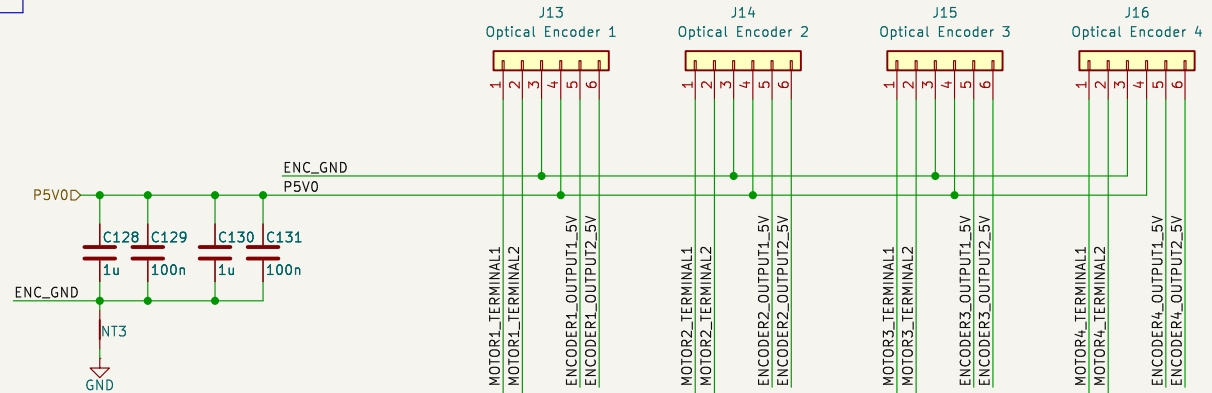 J13
Optical Encoder 1
J14
Optical Encoder 2
J15
Optical Encoder 3
J16
Optical Encoder 4
1 2 3 4 5 6
1 2 3 4 5 6
1 2 3 4 5 6
1 2 3 4 5 6
ENC_GND
P5V0
P5V0
C128
1u
C129
100n
C130
1u
C131
100n
ENC_GND
NT3
GND
MOTOR1_TERMINAL1
MOTOR1_TERMINAL2
ENCODER1_OUTPUT1_5V
ENCODER1_OUTPUT2_5V
MOTOR2_TERMINAL1
MOTOR2_TERMINAL2
ENCODER2_OUTPUT1_5V
ENCODER2_OUTPUT2_5V
MOTOR3_TERMINAL1
MOTOR3_TERMINAL2
ENCODER3_OUTPUT1_5V
ENCODER3_OUTPUT2_5V
MOTOR4_TERMINAL1
MOTOR4_TERMINAL2
ENCODER4_OUTPUT1_5V
ENCODER4_OUTPUT2_5V